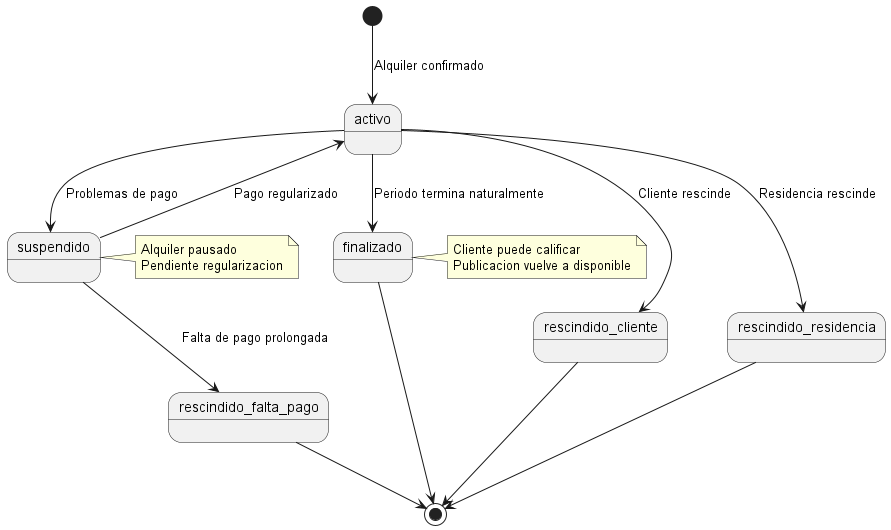 Alquiler confirmado
activo
Problemas de pago
Pago regularizado
Periodo termina naturalmente
Cliente rescinde
Residencia rescinde
suspendido
Alquiler pausado
Pendiente regularizacion
finalizado
Cliente puede calificar
Publicacion vuelve a disponible
rescindido_cliente
rescindido_residencia
Falta de pago prolongada
rescindido_falta_pago